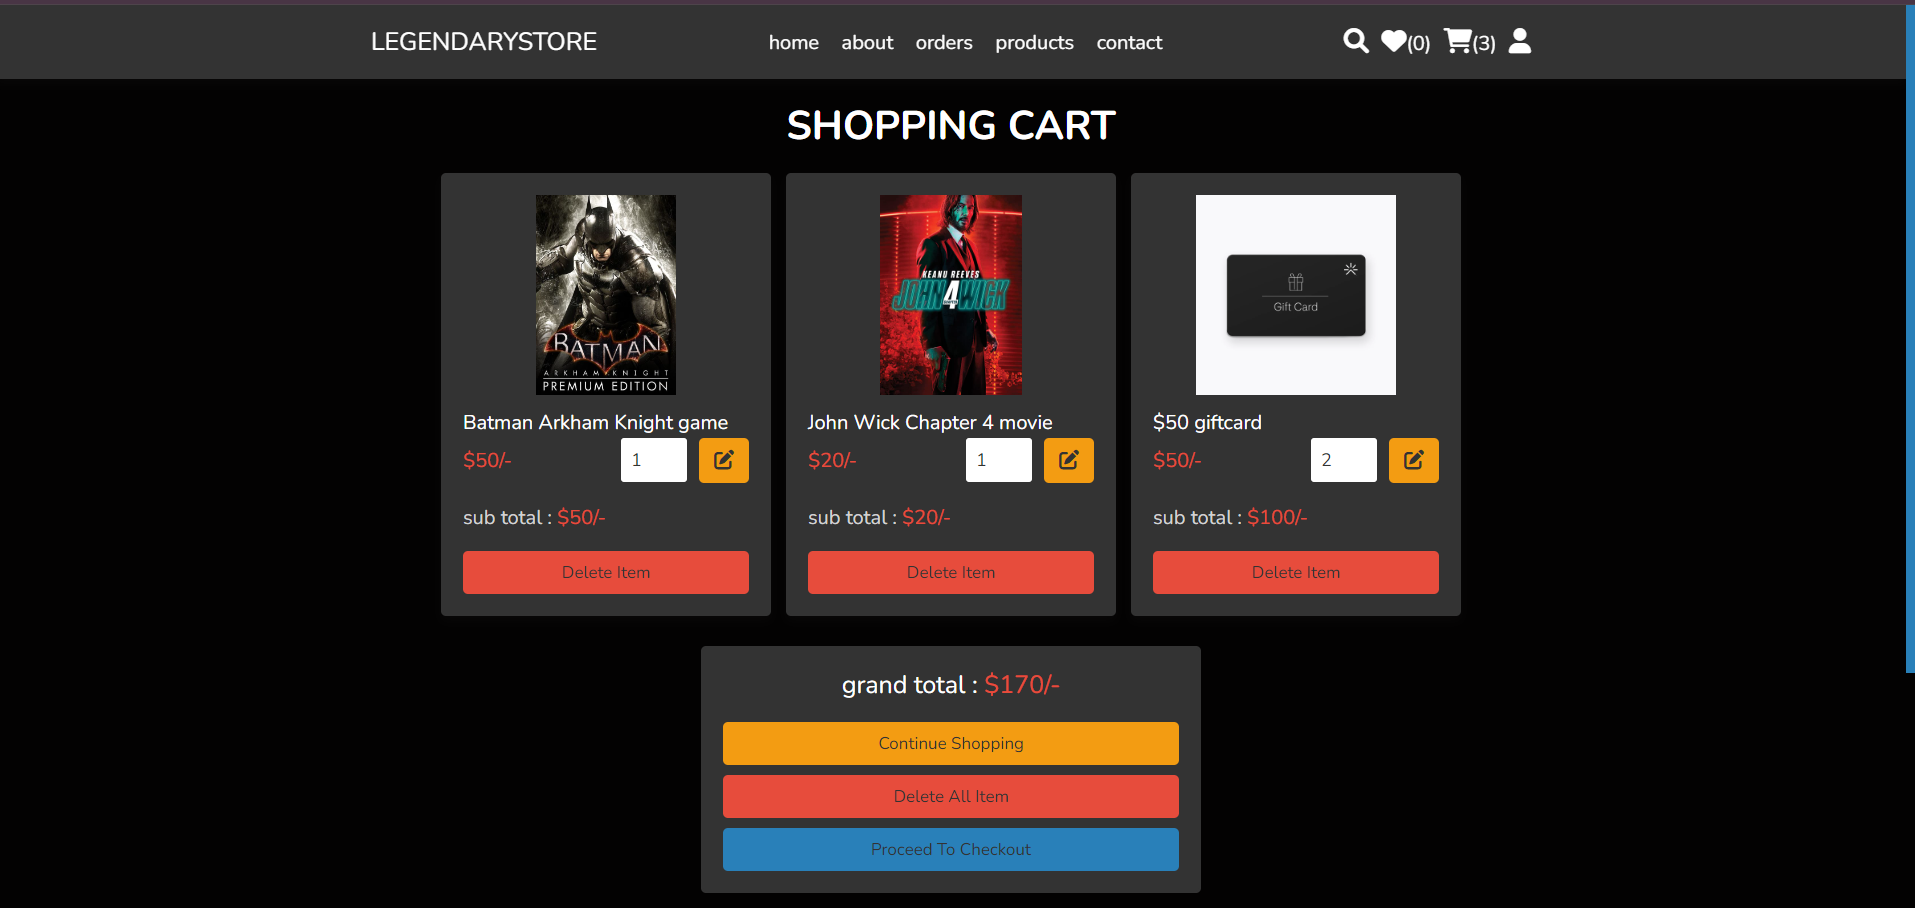 LEGENDARYSTORE
home about orders products contact
(0) (3)
SHOPPING CART
BATMAN
ARKHAM KNIGHT
PREMIUM EDITION
Batman Arkham Knight game
$50/- 1
sub total : $50/-
Delete Item
KEANU REEVES
JOHN 4 WICK
John Wick Chapter 4 movie
$20/- 1
sub total : $20/-
Delete Item
Gift Card
$50 giftcard
$50/- 2
sub total : $100/-
Delete Item
grand total : $170/-
Continue Shopping
Delete All Item
Proceed To Checkout